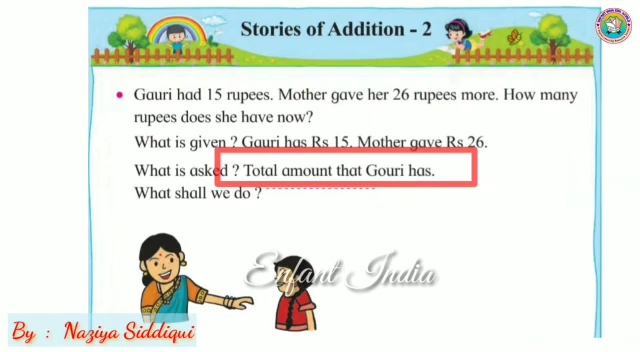 Stories of Addition - 2
Gauri had 15 rupees. Mother gave her 26 rupees more. How many
rupees does she have now?
What is given ? Gauri has Rs 15. Mother gave Rs 26.
What is asked ? Total amount that Gouri has.
What shall we do ?
Enfant India
By : Naziya Siddiqui